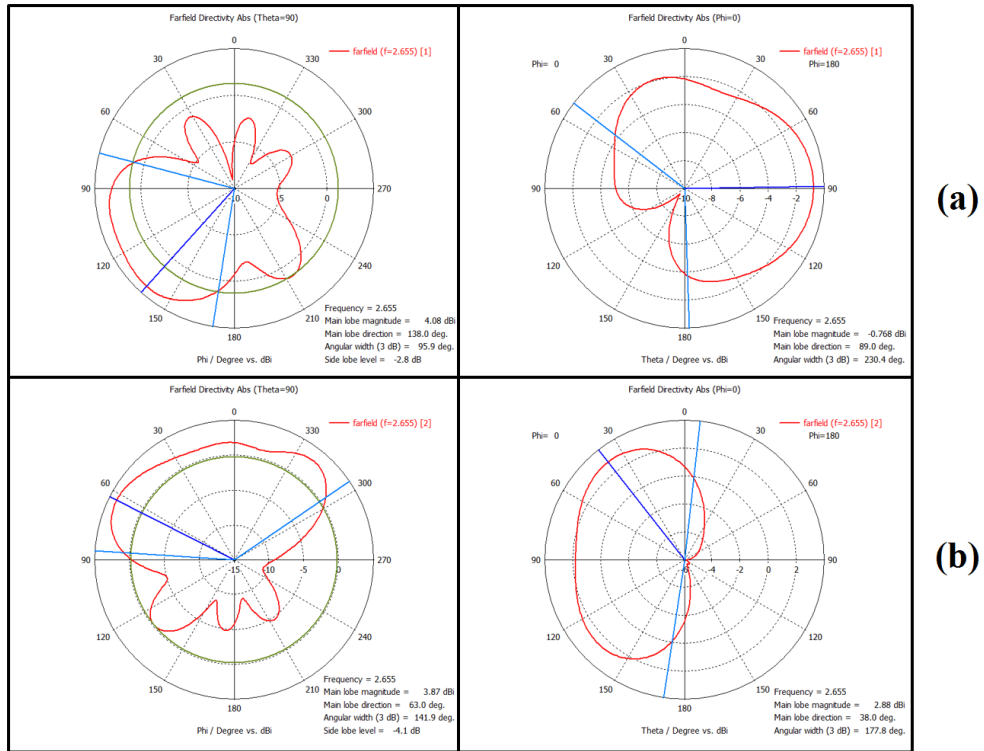 Farfield Directivity Abs (Theta=90)
farfield (f=2.655) [1]
0
30
330
60
300
90
-10
-5
0
270
120
240
150
210
180
Frequency = 2.655
Main lobe magnitude = 4.08 dBi
Main lobe direction = 138.0 deg.
Angular width (3 dB) = 95.9 deg.
Side lobe level = -2.8 dB
Phi / Degree vs. dBi
Farfield Directivity Abs (Phi=0)
farfield (f=2.655) [1]
Phi= 0
Phi=180
0
30
30
60
60
90
-10
-8
-6
-4
-2
90
120
120
150
150
180
Frequency = 2.655
Main lobe magnitude = -0.768 dBi
Main lobe direction = 89.0 deg.
Angular width (3 dB) = 230.4 deg.
Theta / Degree vs. dBi
(a)
Farfield Directivity Abs (Theta=90)
farfield (f=2.655) [2]
0
30
330
60
300
90
-15
-10
-5
0
270
120
240
150
210
180
Frequency = 2.655
Main lobe magnitude = 3.87 dBi
Main lobe direction = 63.0 deg.
Angular width (3 dB) = 141.9 deg.
Side lobe level = -4.1 dB
Phi / Degree vs. dBi
Farfield Directivity Abs (Phi=0)
farfield (f=2.655) [2]
Phi= 0
Phi=180
0
30
30
60
60
90
-6
-4
-2
0
2
90
120
120
150
150
180
Frequency = 2.655
Main lobe magnitude = 2.88 dBi
Main lobe direction = 38.0 deg.
Angular width (3 dB) = 177.8 deg.
Theta / Degree vs. dBi
(b)